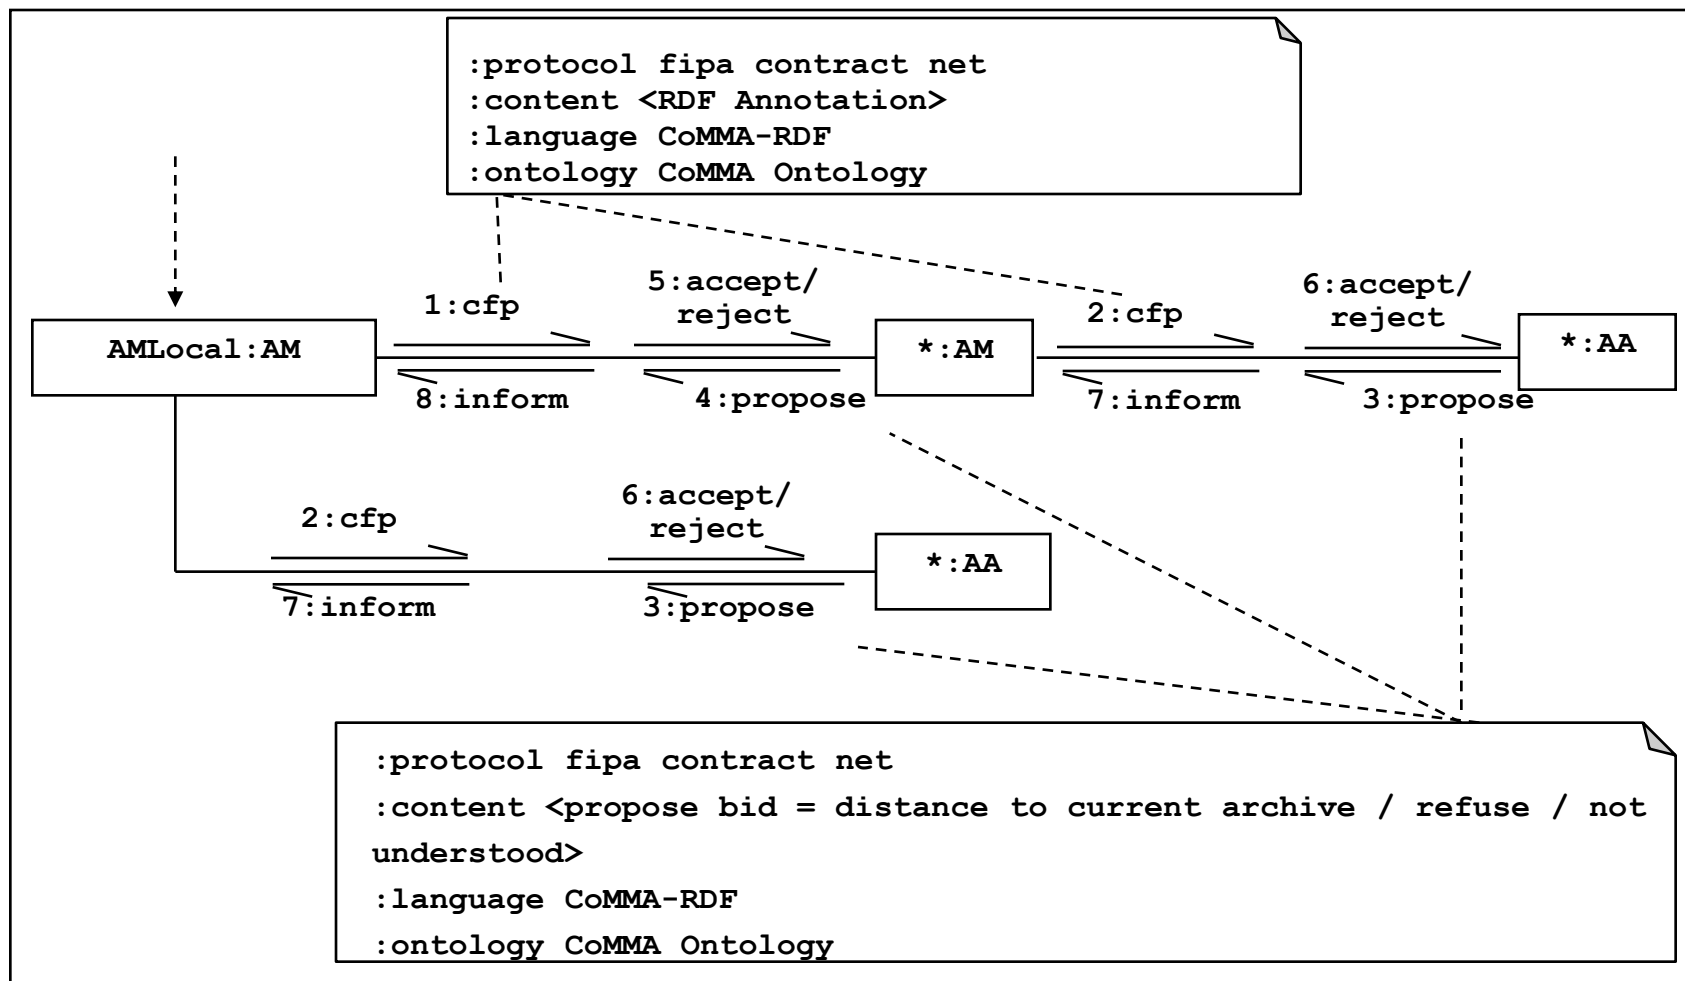 :protocol fipa contract net
:content <RDF Annotation>
:language CoMMA-RDF
:ontology CoMMA Ontology
1:cfp
5:accept/
reject
2:cfp
6:accept/
reject
AMLocal:AM
*:AM
*:AA
8:inform
4:propose
7:inform
3:propose
2:cfp
6:accept/
reject
*:AA
7:inform
3:propose
:protocol fipa contract net
:content <propose bid = distance to current archive / refuse / not
understood>
:language CoMMA-RDF
:ontology CoMMA Ontology